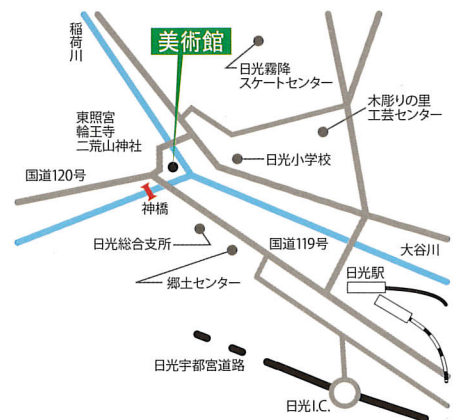 稲荷川
美術館
日光霧降
スケートセンター
木彫りの里
工芸センター
東照宮
輪王寺
二荒山神社
日光小学校
国道120号
神橋
日光総合支所
国道119号
大谷川
郷土センター
日光駅
日光宇都宮道路
日光I.C.